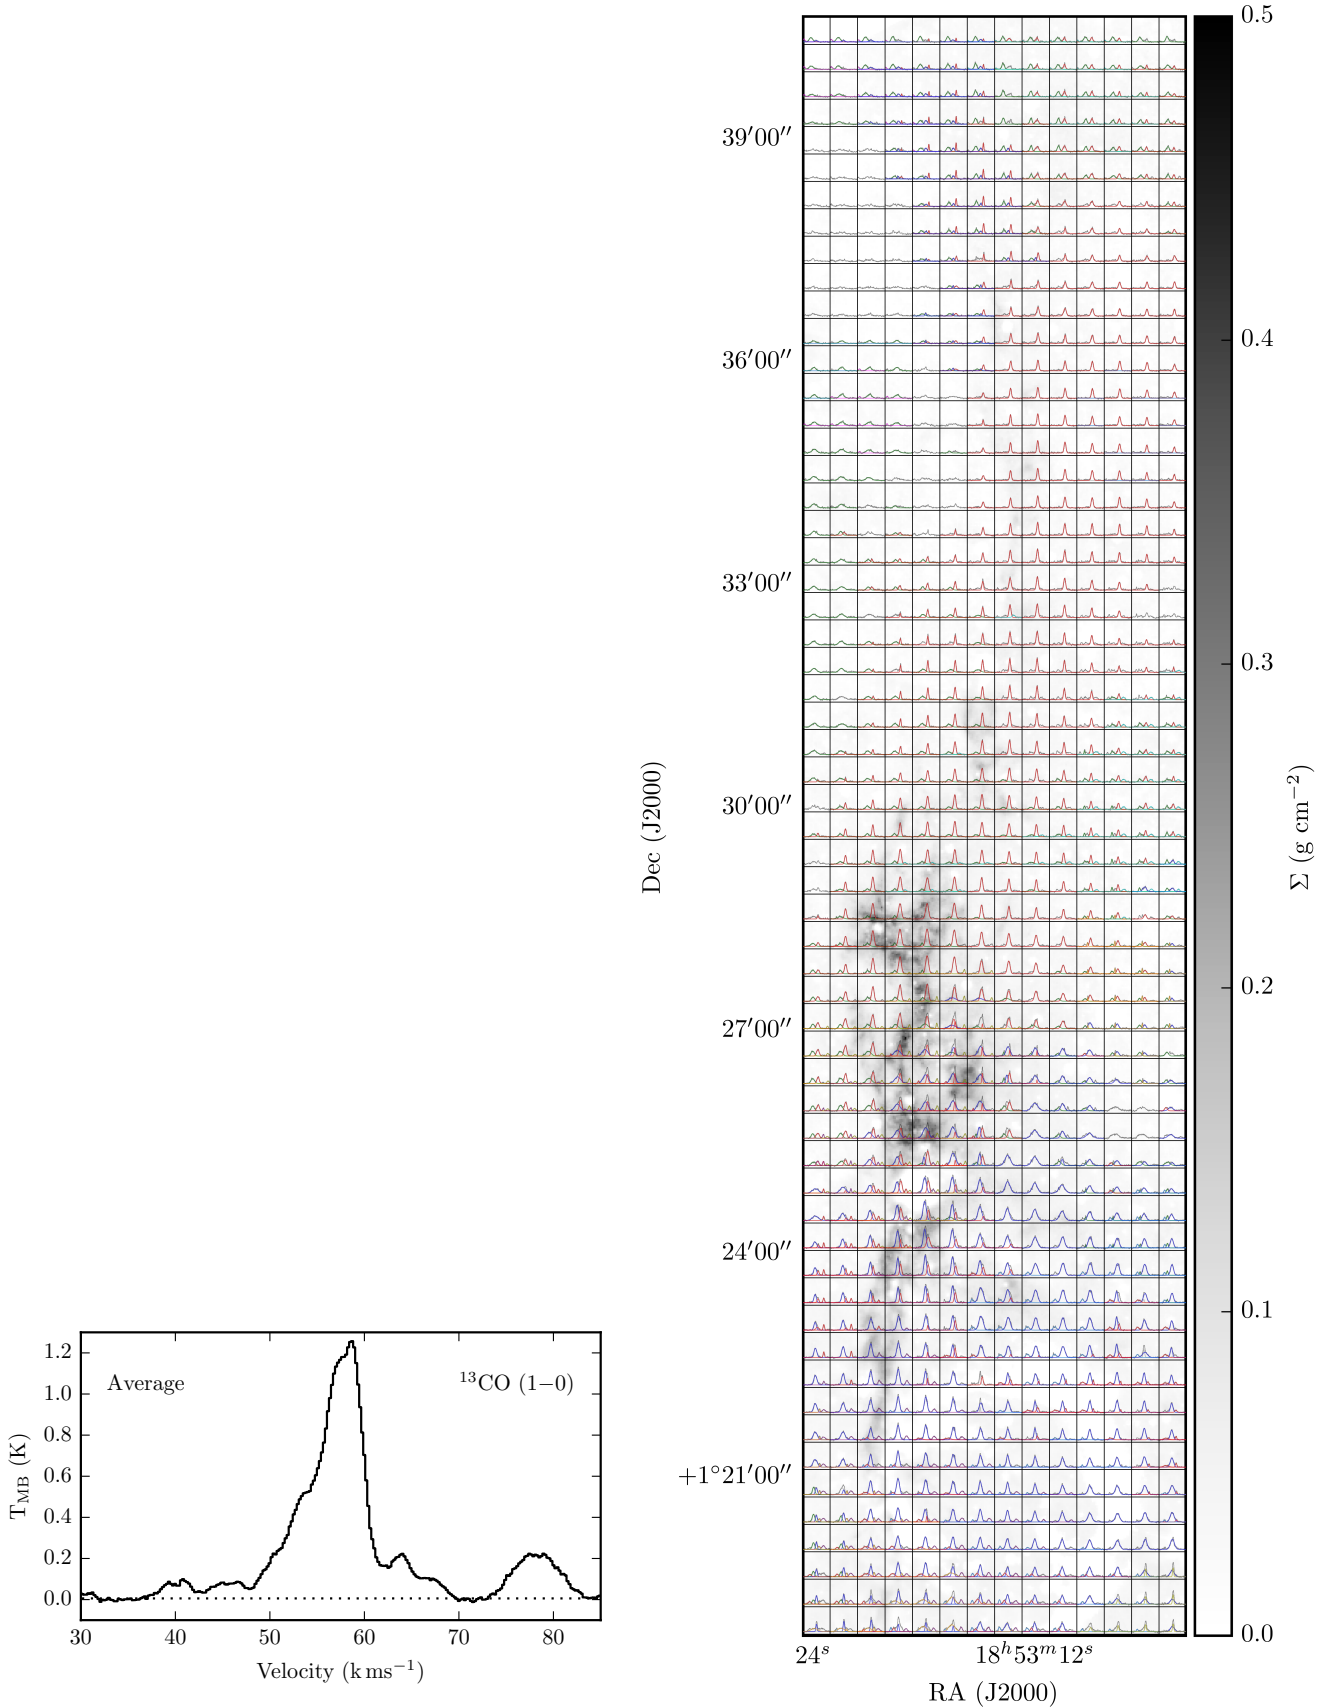 0.5
39′00″
0.4
36′00″
33′00″
0.3
Dec (J2000)
30′00″
Σ (g cm⁻²)
0.2
27′00″
24′00″
0.1
+1°21′00″
0.0
24ˢ
18ʰ53ᵐ12ˢ
RA (J2000)
Average
¹³CO (1−0)
T_MB (K)
1.2
1.0
0.8
0.6
0.4
0.2
0.0
30 40 50 60 70 80
Velocity (k m s⁻¹)